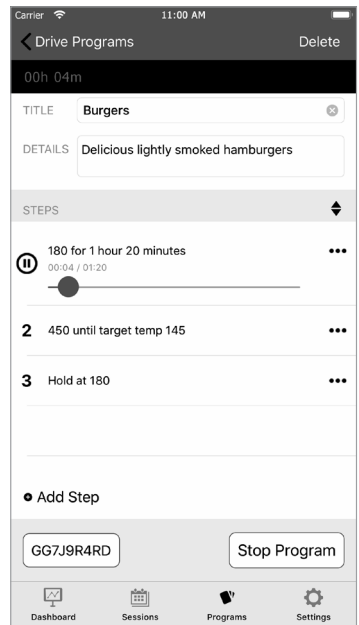 Carrier 11:00 AM
Drive Programs Delete
00h 04m
TITLE Burgers
DETAILS Delicious lightly smoked hamburgers
STEPS
180 for 1 hour 20 minutes
00:04 / 01:20
2 450 until target temp 145
3 Hold at 180
Add Step
GG7J9R4RD Stop Program
Dashboard Sessions Programs Settings